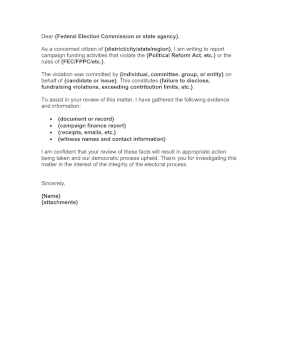 Dear {Federal Election Commission or state agency},
As a concerned citizen of {district/city/state/region}, I am writing to report
campaign funding activities that violate the {Political Reform Act, etc.} or the
rules of {FEC/FPPC/etc.}.
The violation was committed by {individual, committee, group, or entity} on
behalf of {candidate or issue}. This constitutes {failure to disclose,
fundraising violations, exceeding contribution limits, etc.}.
To assist in your review of this matter, I have gathered the following evidence
and information:
• {document or record}
• {campaign finance report}
• {receipts, emails, etc.}
• {witness names and contact information}
I am confident that your review of these facts will result in appropriate action
being taken and our democratic process upheld. Thank you for investigating this
matter in the interest of the integrity of the electoral process.
Sincerely,
{Name}
{attachments}